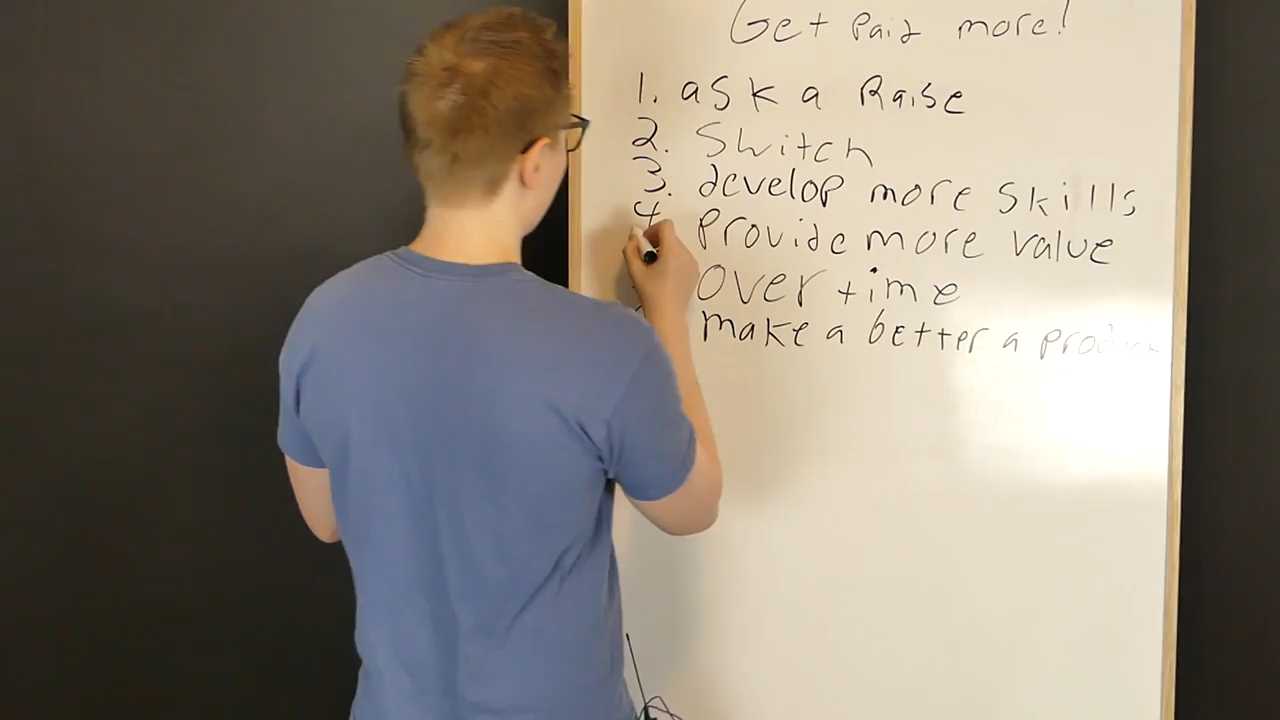 Get paid more!
1. ask a Raise
2. Switch
3. develop more skills
4 provide more value
over time
make a better a